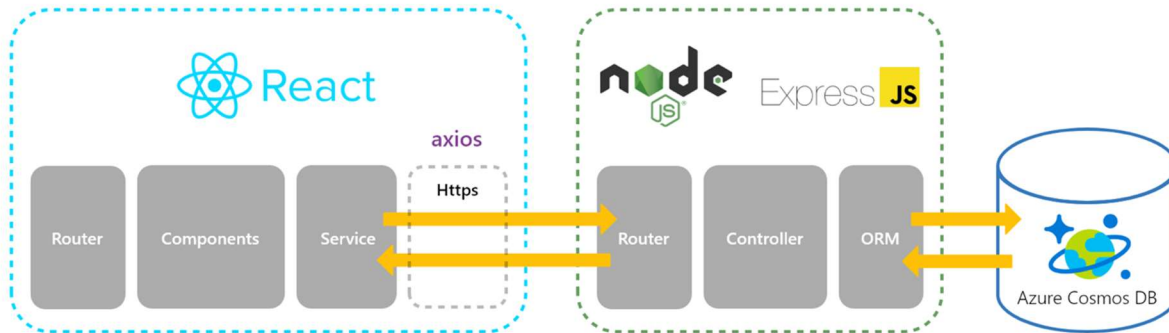 React
node
JS
Express JS
axios
Https
Router
Components
Service
Router
Controller
ORM
Azure Cosmos DB